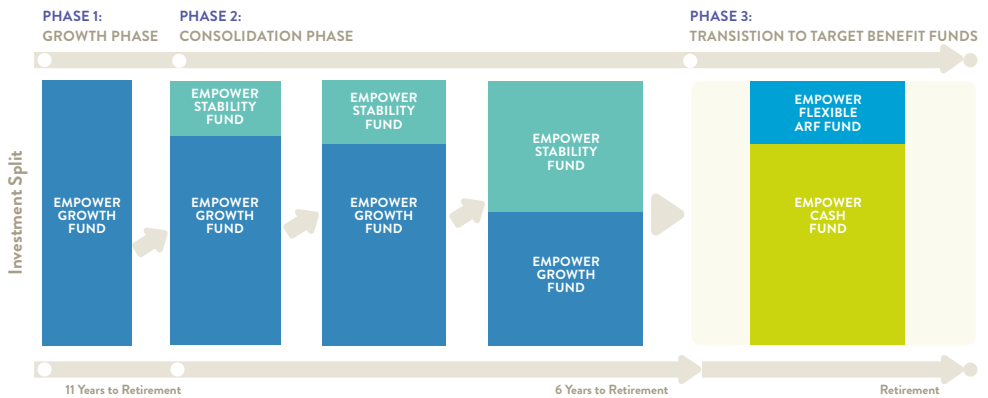 PHASE 1:
GROWTH PHASE
PHASE 2:
CONSOLIDATION PHASE
PHASE 3:
TRANSISTION TO TARGET BENEFIT FUNDS
Investment Split
EMPOWER
GROWTH
FUND
EMPOWER
STABILITY
FUND
EMPOWER
GROWTH
FUND
EMPOWER
STABILITY
FUND
EMPOWER
GROWTH
FUND
EMPOWER
STABILITY
FUND
EMPOWER
GROWTH
FUND
EMPOWER
FLEXIBLE
ARF FUND
EMPOWER
CASH
FUND
11 Years to Retirement
6 Years to Retirement
Retirement